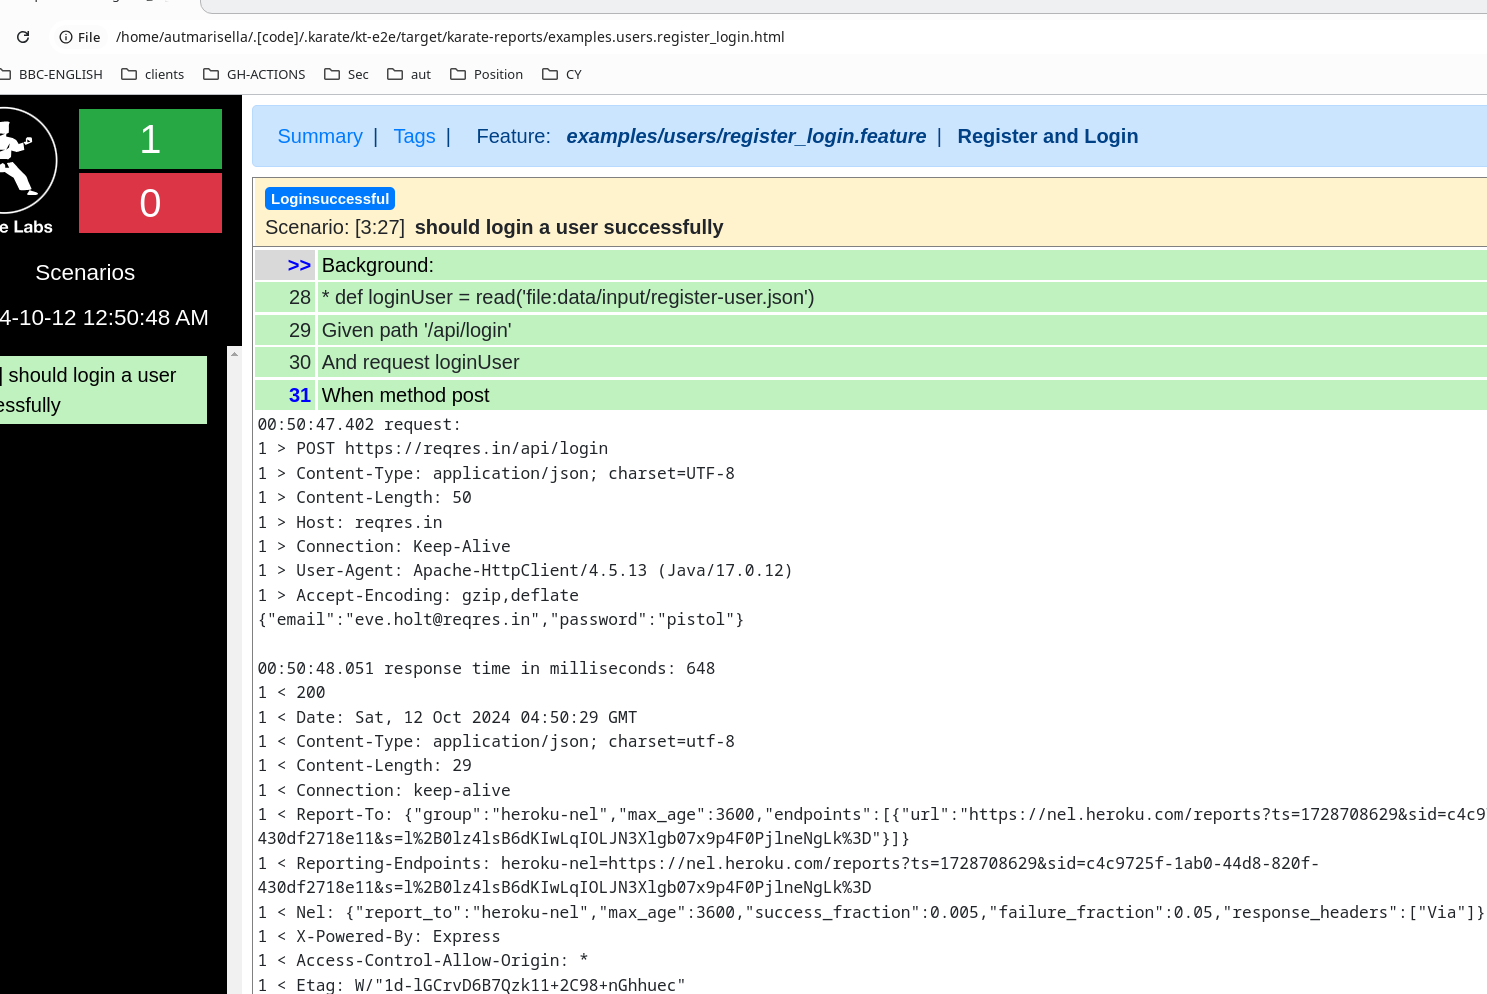 File /home/autmarisella/.[code]/.karate/kt-e2e/target/karate-reports/examples.users.register_login.html
BBC-ENGLISH clients GH-ACTIONS Sec aut Position CY
1
0
e Labs
Scenarios
4-10-12 12:50:48 AM
] should login a user
essfully
Summary | Tags | Feature: examples/users/register_login.feature | Register and Login
Loginsuccessful
Scenario: [3:27] should login a user successfully
>> Background:
28 * def loginUser = read('file:data/input/register-user.json')
29 Given path '/api/login'
30 And request loginUser
31 When method post
00:50:47.402 request:
1 > POST https://reqres.in/api/login
1 > Content-Type: application/json; charset=UTF-8
1 > Content-Length: 50
1 > Host: reqres.in
1 > Connection: Keep-Alive
1 > User-Agent: Apache-HttpClient/4.5.13 (Java/17.0.12)
1 > Accept-Encoding: gzip,deflate
{"email":"eve.holt@reqres.in","password":"pistol"}
00:50:48.051 response time in milliseconds: 648
1 < 200
1 < Date: Sat, 12 Oct 2024 04:50:29 GMT
1 < Content-Type: application/json; charset=utf-8
1 < Content-Length: 29
1 < Connection: keep-alive
1 < Report-To: {"group":"heroku-nel","max_age":3600,"endpoints":[{"url":"https://nel.heroku.com/reports?ts=1728708629&sid=c4c9
430df2718e11&s=l%2B0lz4lsB6dKIwLqIOLJN3Xlgb07x9p4F0PjlneNgLk%3D"}]}
1 < Reporting-Endpoints: heroku-nel=https://nel.heroku.com/reports?ts=1728708629&sid=c4c9725f-1ab0-44d8-820f-
430df2718e11&s=l%2B0lz4lsB6dKIwLqIOLJN3Xlgb07x9p4F0PjlneNgLk%3D
1 < Nel: {"report_to":"heroku-nel","max_age":3600,"success_fraction":0.005,"failure_fraction":0.05,"response_headers":["Via"]}
1 < X-Powered-By: Express
1 < Access-Control-Allow-Origin: *
1 < Etag: W/"1d-lGCrvD6B7Qzk11+2C98+nGhhuec"